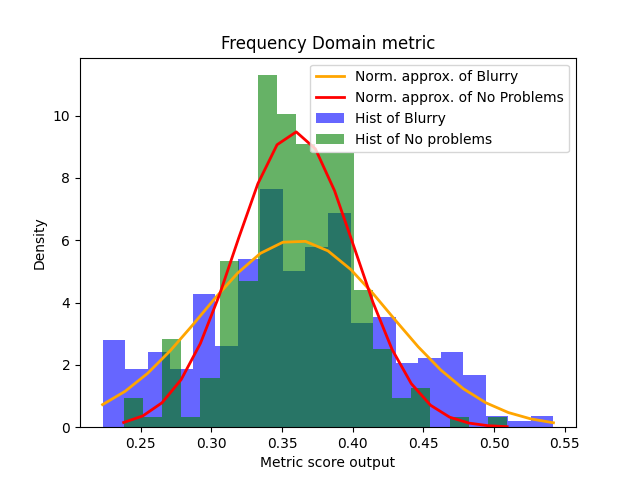 Frequency Domain metric
Norm. approx. of Blurry
Norm. approx. of No Problems
Hist of Blurry
Hist of No problems
Density
10
8
6
4
2
0
0.25 0.30 0.35 0.40 0.45 0.50 0.55
Metric score output